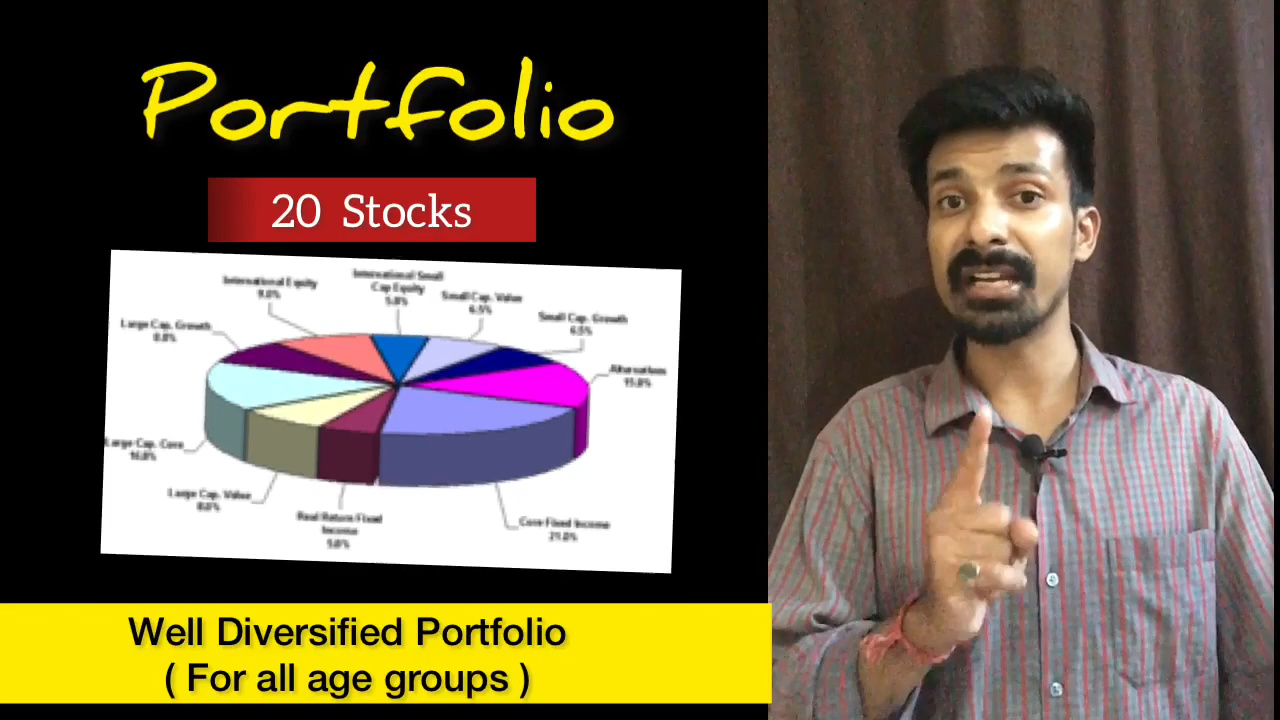 Portfolio
20 Stocks
International Small
Cap Equity
5.0%
International Equity
9.0%
Small Cap. Value
6.5%
Small Cap. Growth
6.5%
Large Cap. Growth
8.0%
Alternatives
15.0%
Large Cap. Core
16.0%
Large Cap. Value
8.0%
Real Return Fixed
Income
5.0%
Core Fixed Income
21.0%
Well Diversified Portfolio
( For all age groups )